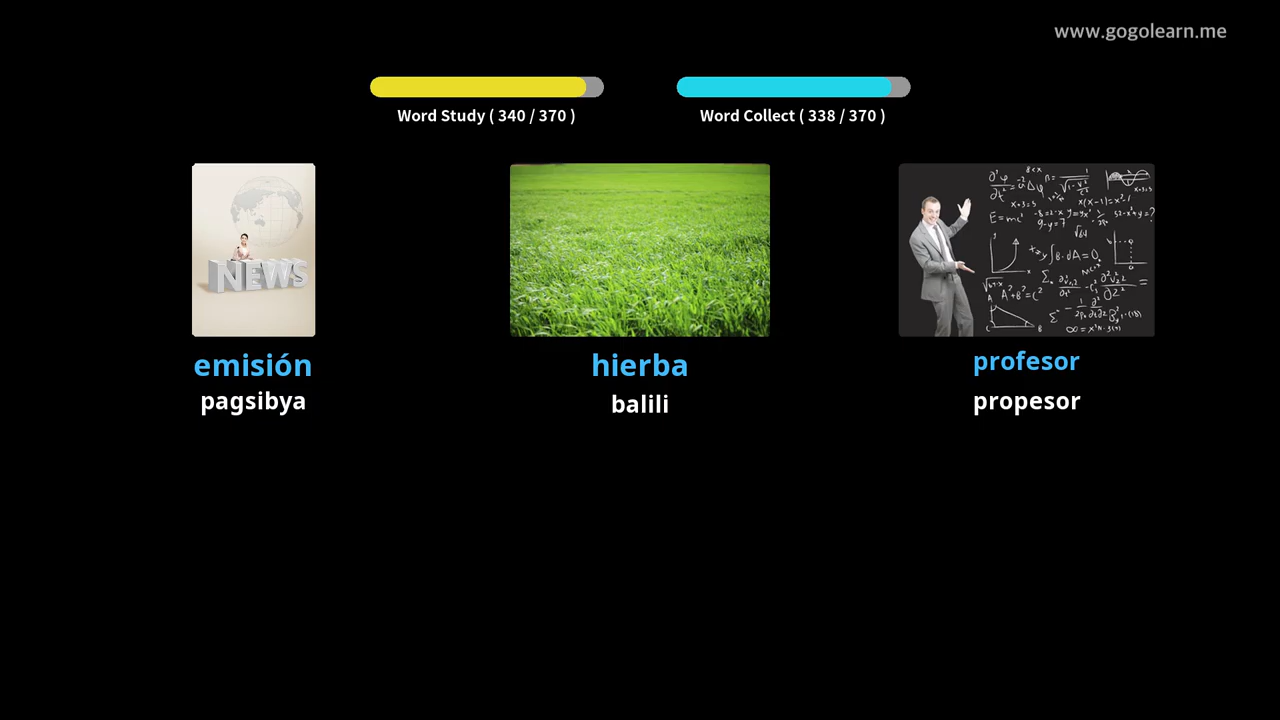 www.gogolearn.me
Word Study ( 340 / 370 )
Word Collect ( 338 / 370 )
NEWS
emisión
pagsibya
hierba
balili
profesor
propesor